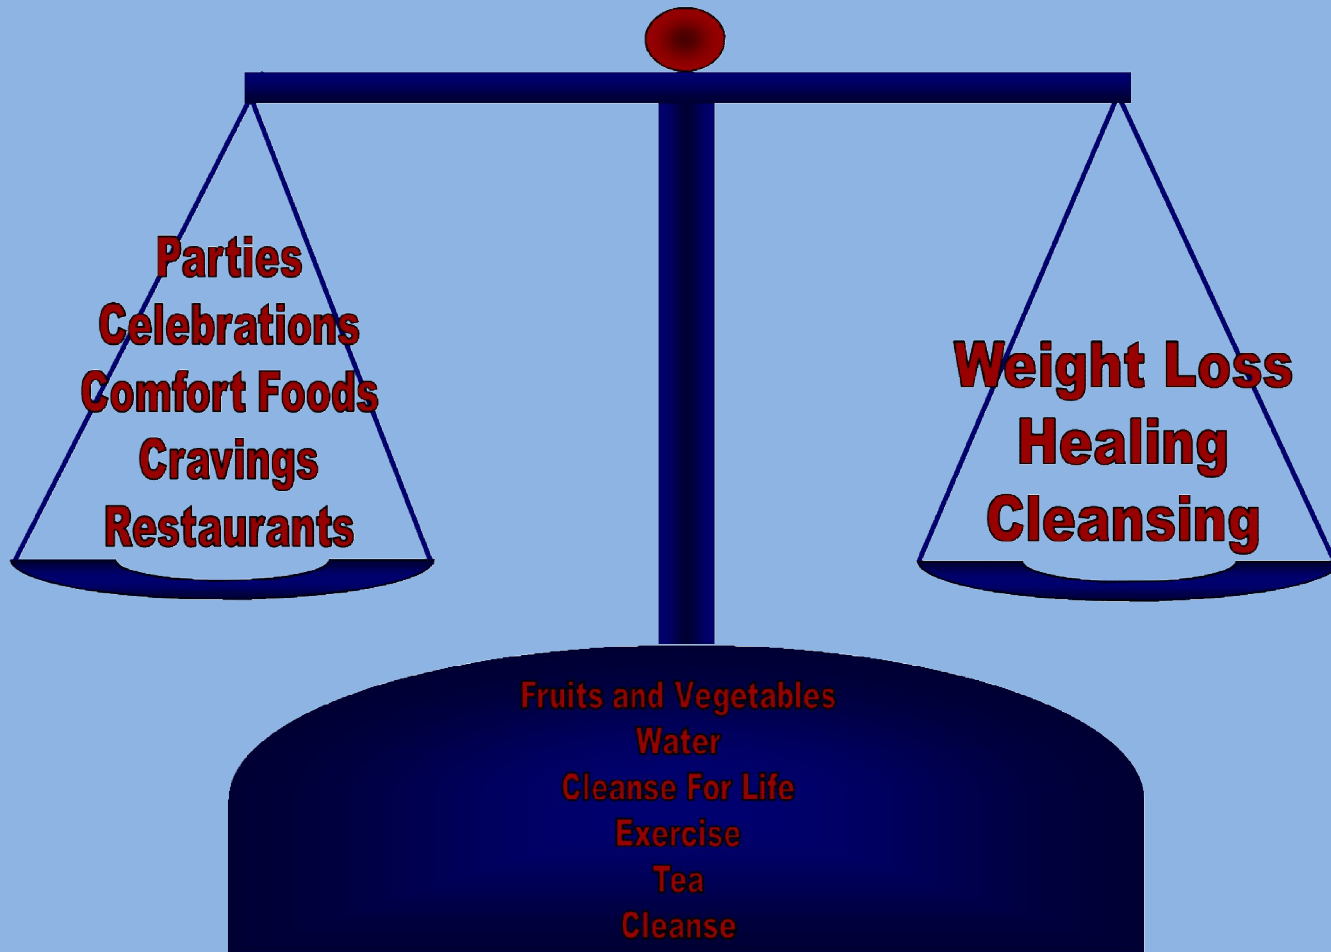 Parties
Celebrations
Comfort Foods
Cravings
Restaurants
Weight Loss
Healing
Cleansing
Fruits and Vegetables
Water
Cleanse For Life
Exercise
Tea
Cleanse